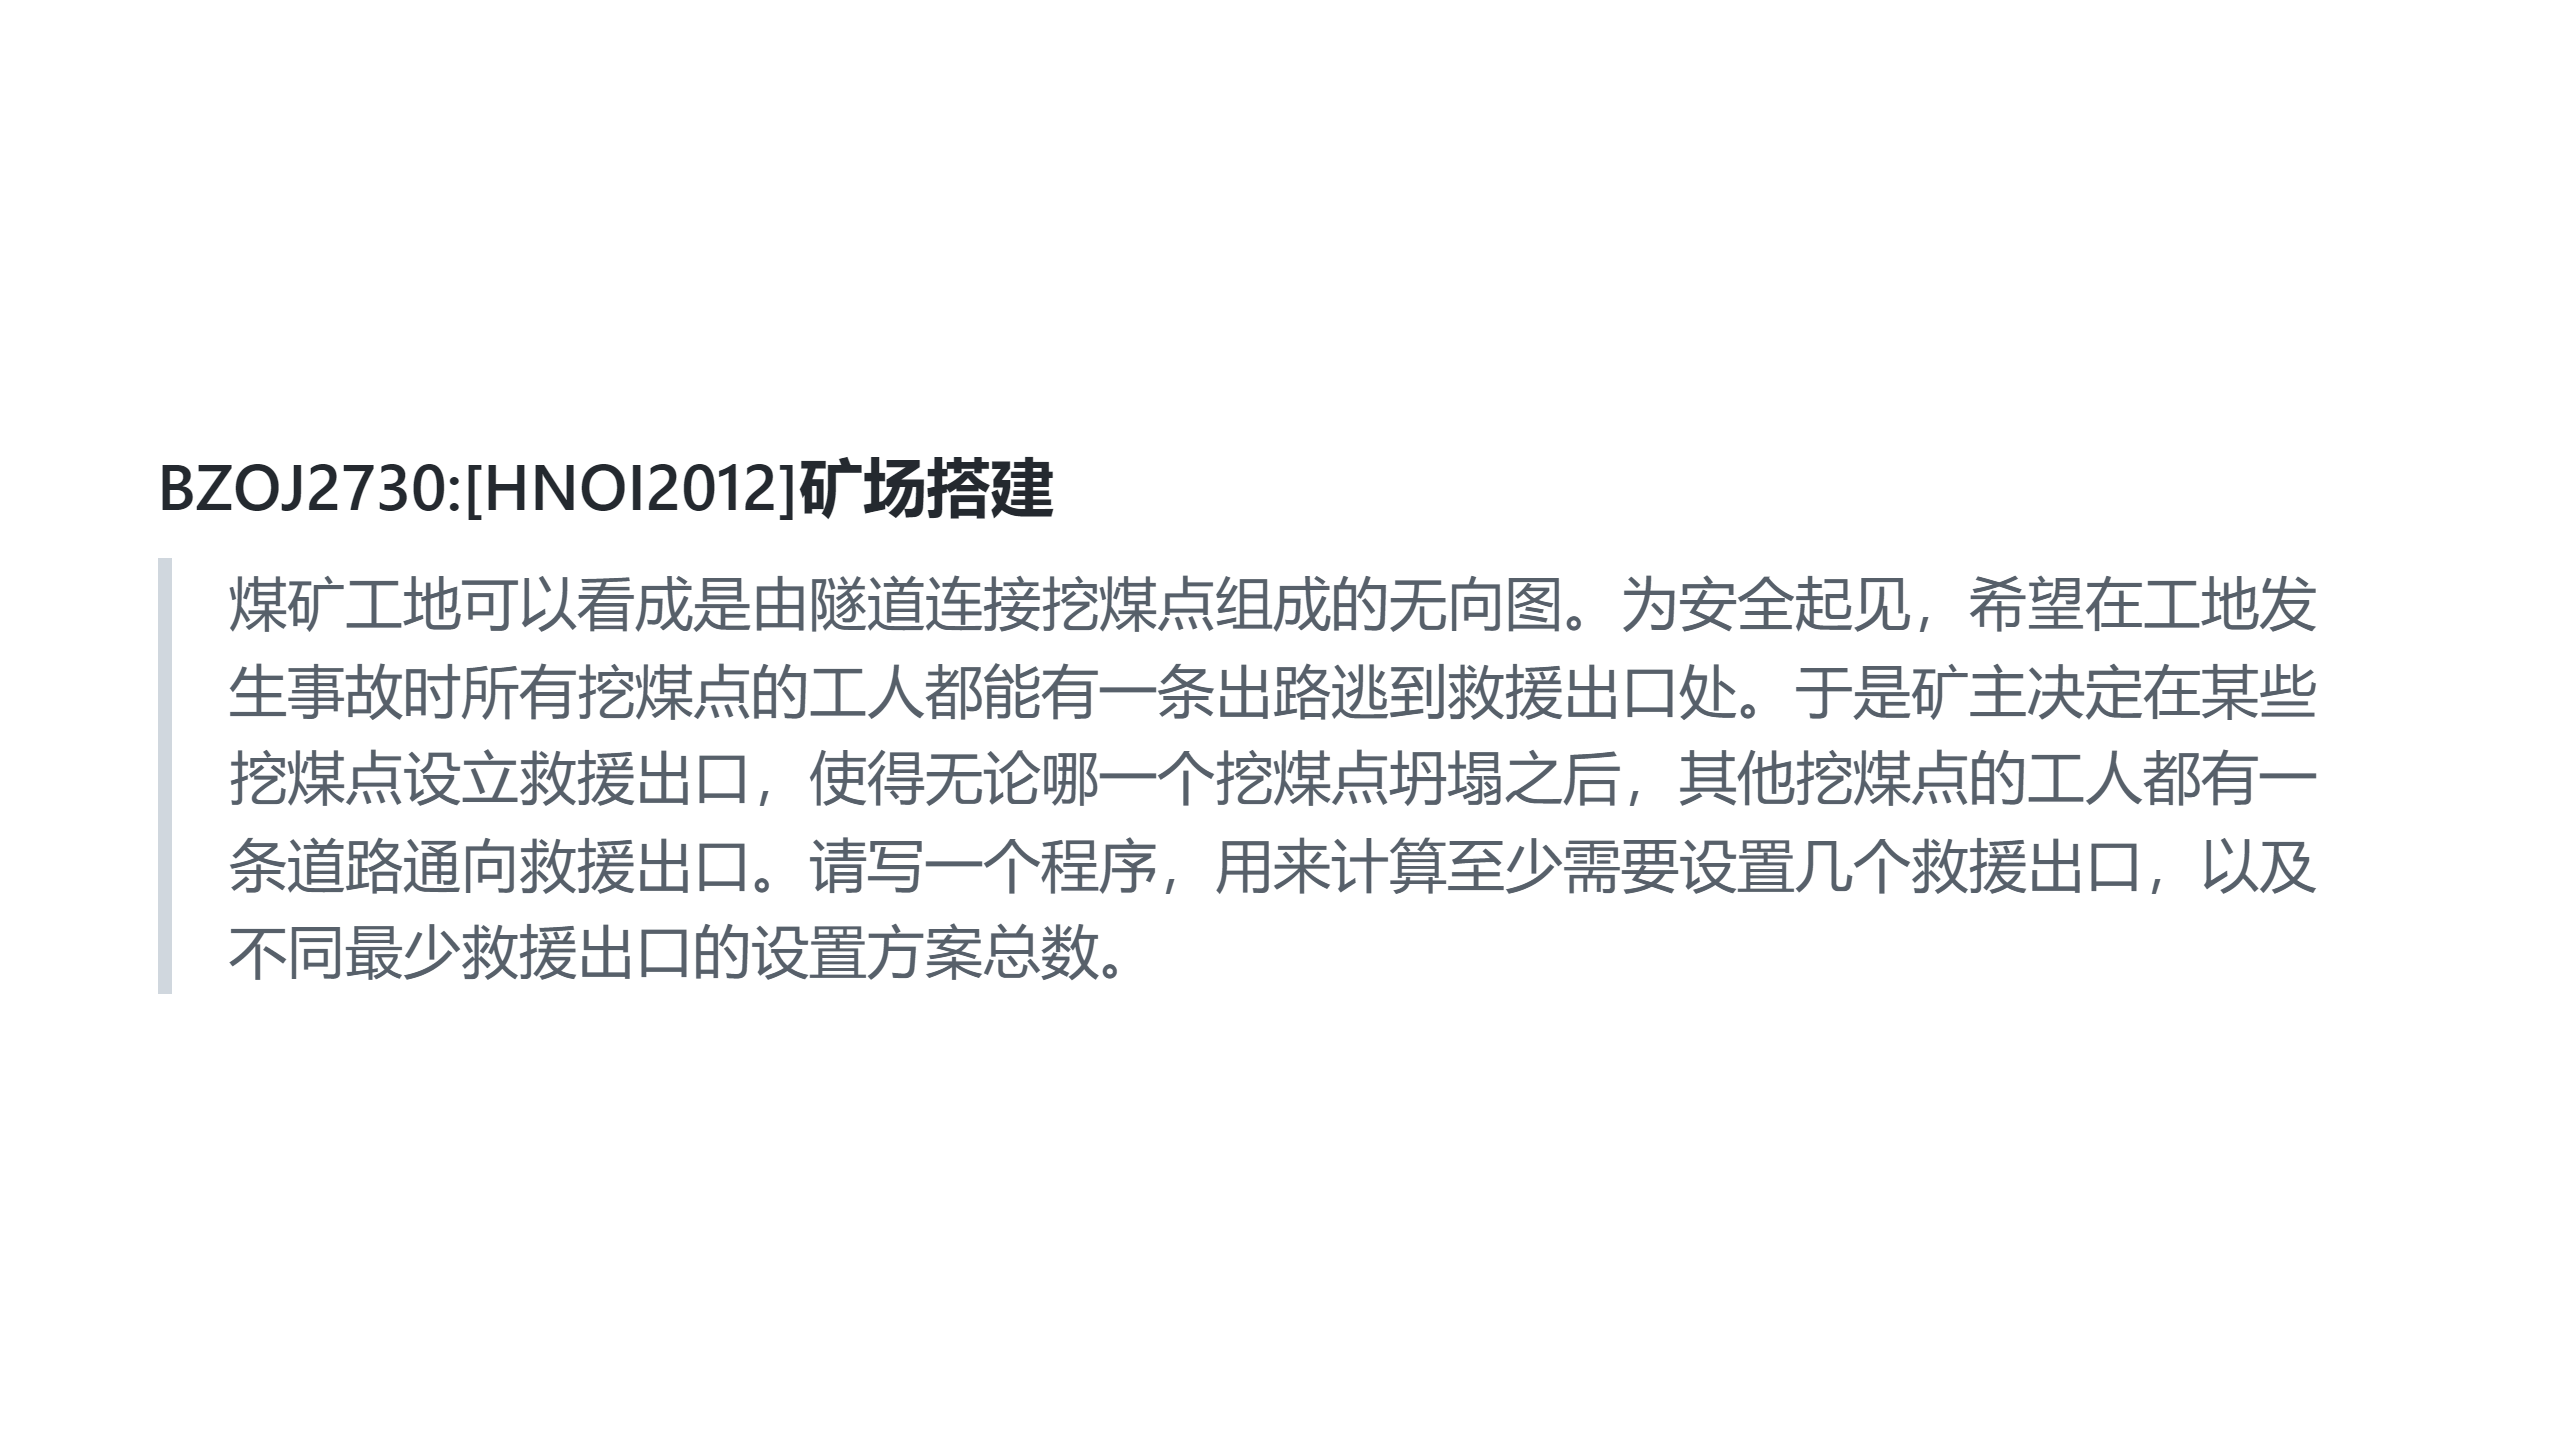 BZOJ2730:[HNOI2012]矿场搭建
煤矿工地可以看成是由隧道连接挖煤点组成的无向图。为安全起见，希望在工地发
生事故时所有挖煤点的工人都能有一条出路逃到救援出口处。于是矿主决定在某些
挖煤点设立救援出口，使得无论哪一个挖煤点坍塌之后，其他挖煤点的工人都有一
条道路通向救援出口。请写一个程序，用来计算至少需要设置几个救援出口，以及
不同最少救援出口的设置方案总数。